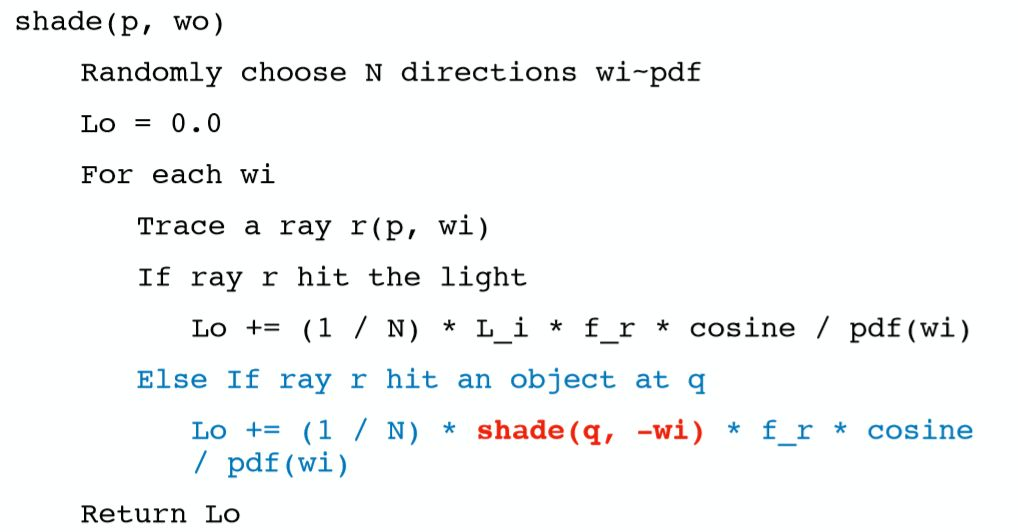 shade(p, wo)
Randomly choose N directions wi~pdf
Lo = 0.0
For each wi
Trace a ray r(p, wi)
If ray r hit the light
Lo += (1 / N) * L_i * f_r * cosine / pdf(wi)
Else If ray r hit an object at q
Lo += (1 / N) * shade(q, -wi) * f_r * cosine
/ pdf(wi)
Return Lo